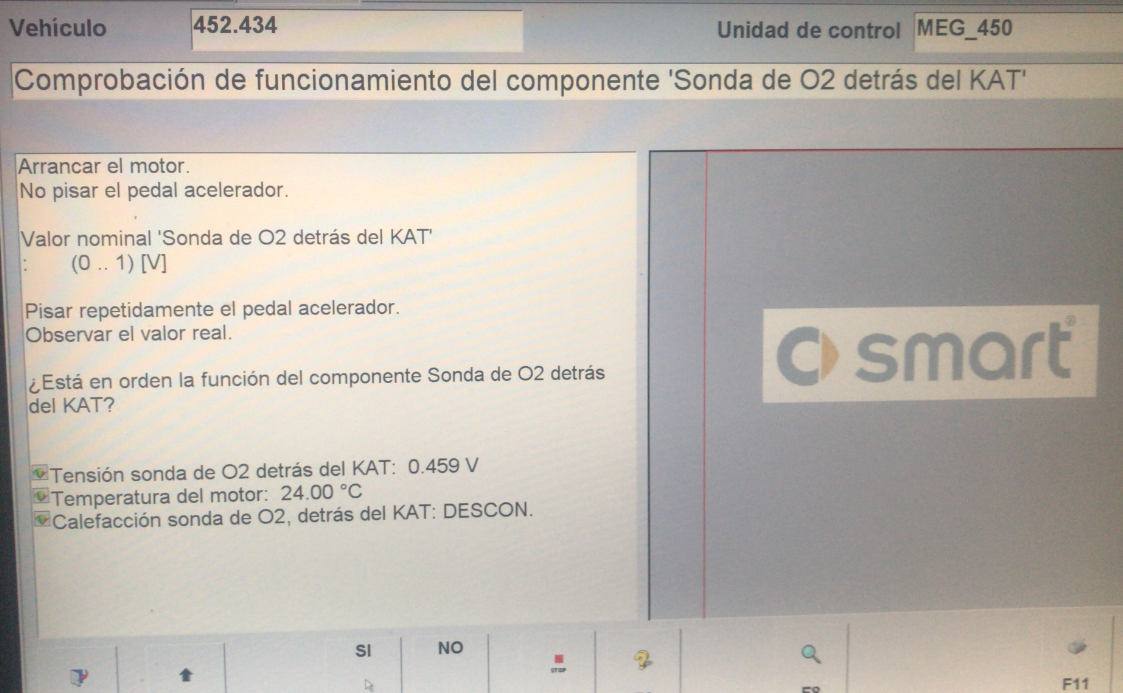 Vehículo 452.434 Unidad de control MEG_450
Comprobación de funcionamiento del componente 'Sonda de O2 detrás del KAT'
Arrancar el motor.
No pisar el pedal acelerador.
Valor nominal 'Sonda de O2 detrás del KAT'
: (0 .. 1) [V]
Pisar repetidamente el pedal acelerador.
Observar el valor real.
¿Está en orden la función del componente Sonda de O2 detrás
del KAT?
Tensión sonda de O2 detrás del KAT: 0.459 V
Temperatura del motor: 24.00 °C
Calefacción sonda de O2, detrás del KAT: DESCON.
smart®
SI NO
STOP
F11